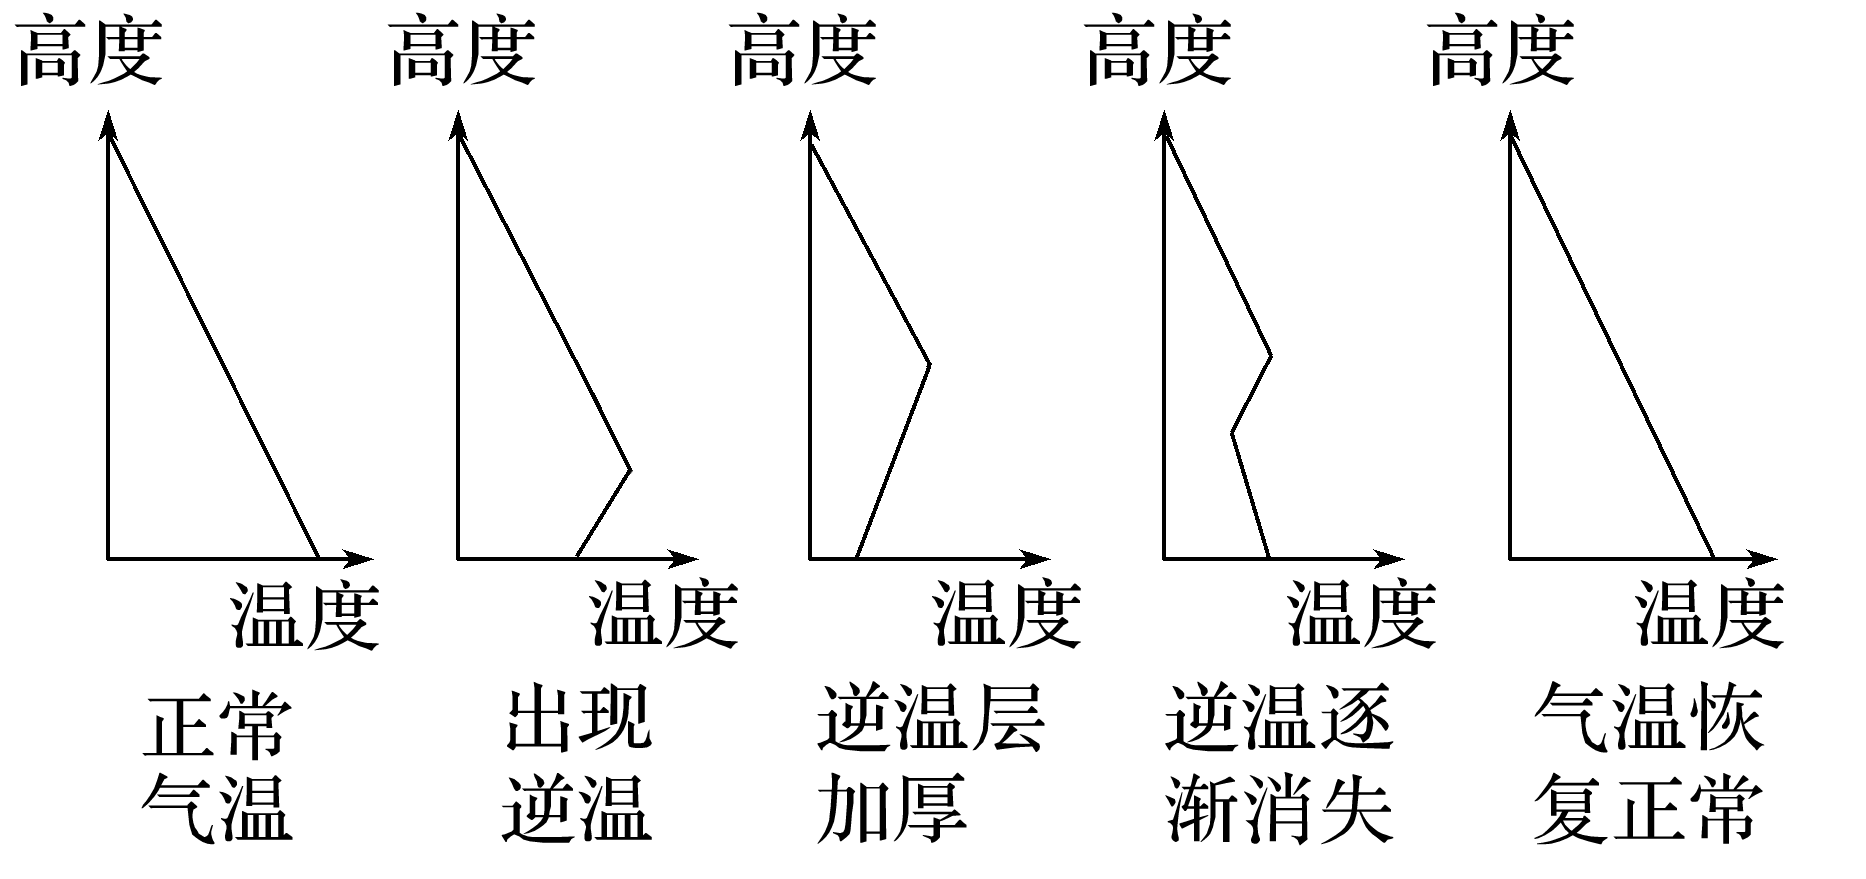 高度 高度 高度 高度 高度
温度 温度 温度 温度 温度
正常 出现 逆温层 逆温逐 气温恢
气温 逆温 加厚 渐消失 复正常